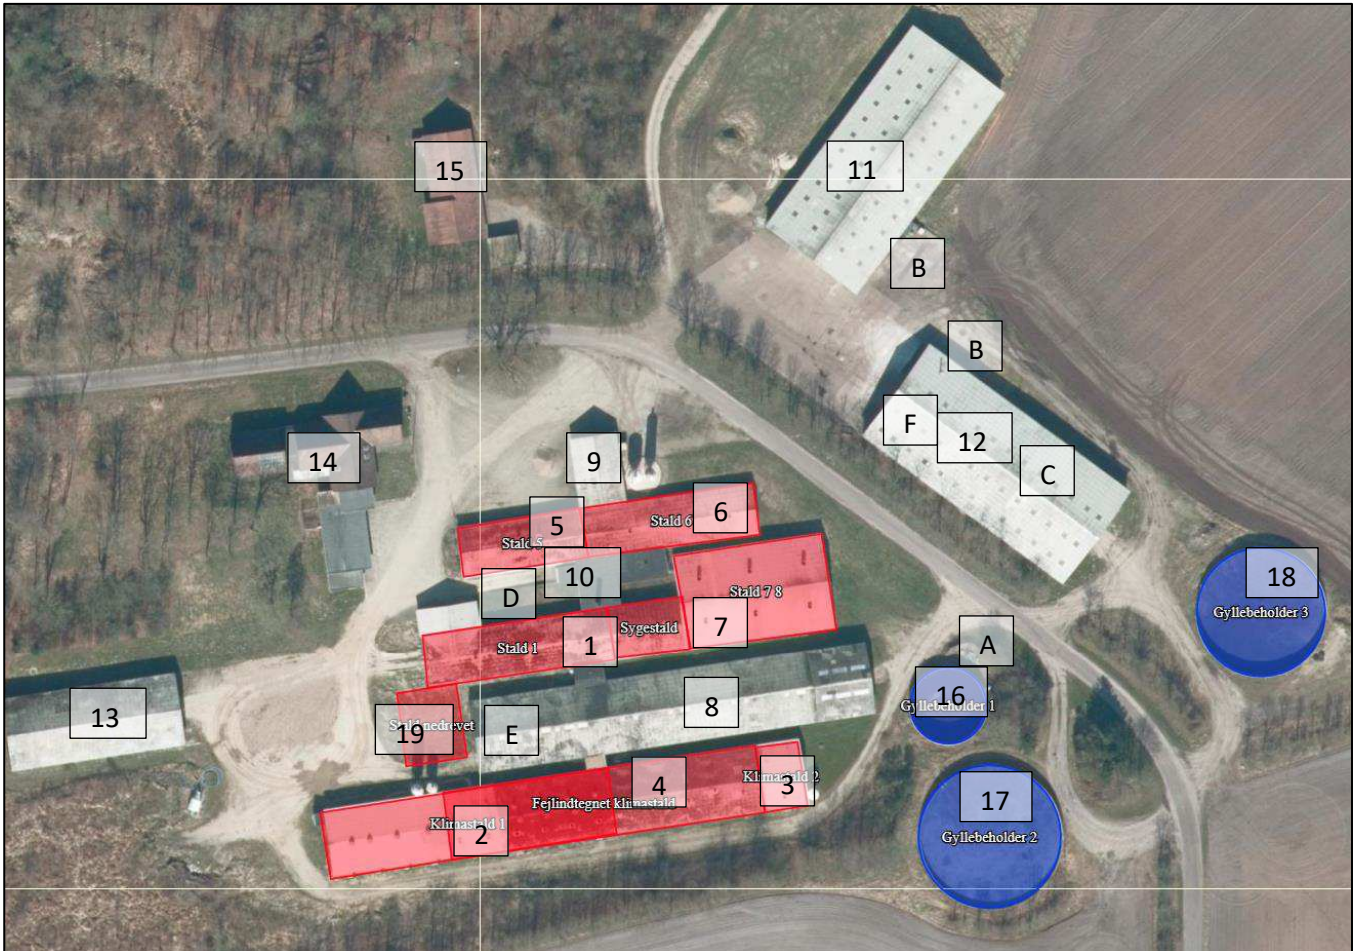 15
11
B
B
F
12
C
14
9
5
Stald 5
6
Stald 6
10
D
Stald 7 8
18
Gyllebeholder 3
Stald 1
1
Sygestald
7
A
16
Gyllebeholder 1
13
19
Stald nedrevet
E
8
4
Fejlindtegnet klimastald
3
Klimastald 2
2
Klimastald 1
17
Gyllebeholder 2